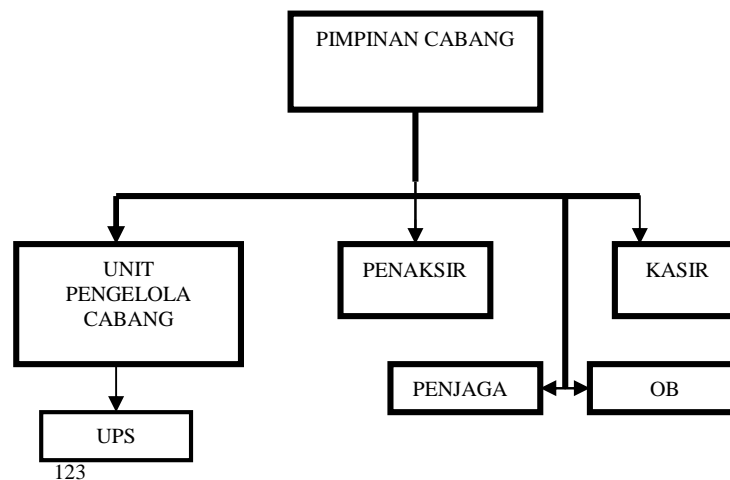 PIMPINAN CABANG
UNIT
PENGELOLA
CABANG
PENAKSIR
KASIR
PENJAGA
OB
UPS
123